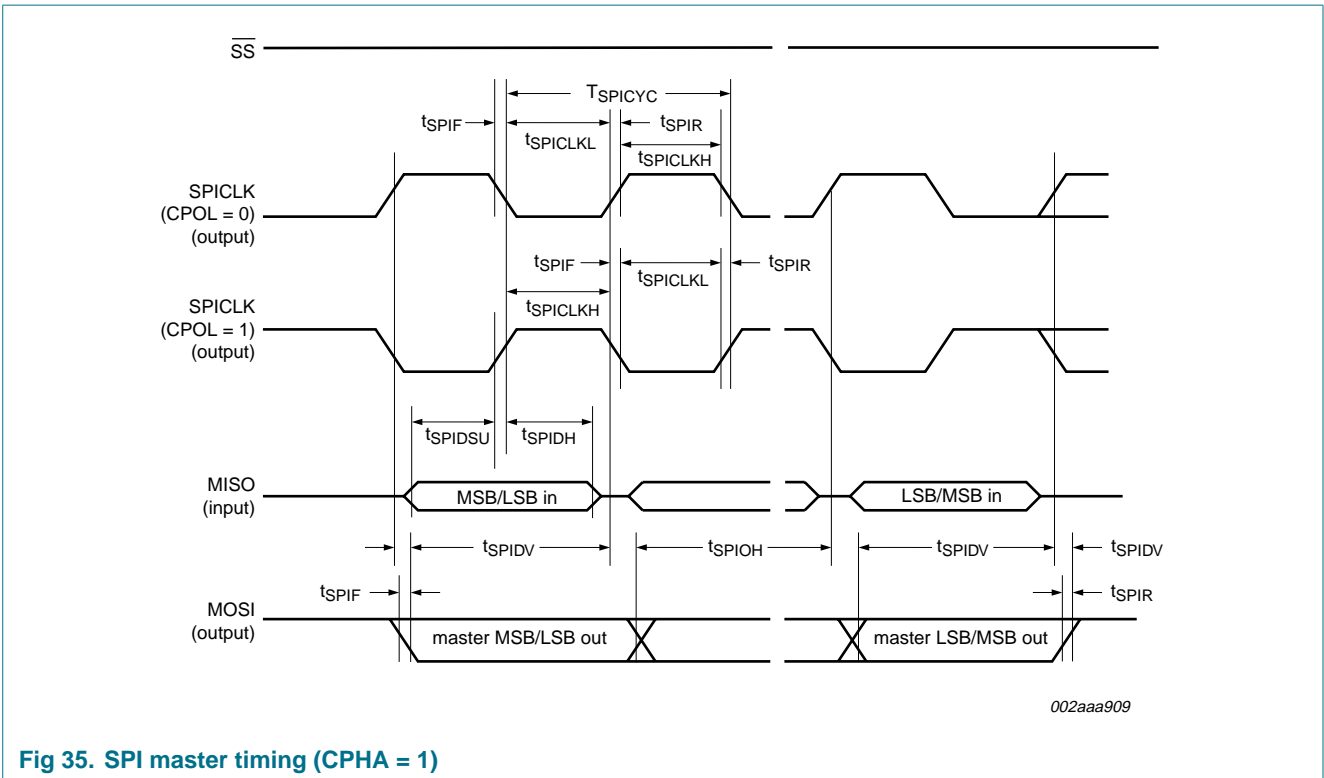 SS
TSPICYC
tSPIF
tSPIR
tSPICLKL
tSPICLKH
SPICLK
(CPOL = 0)
(output)
tSPIF
tSPIR
tSPICLKL
tSPICLKH
SPICLK
(CPOL = 1)
(output)
tSPIDSU
tSPIDH
MISO
(input)
MSB/LSB in
LSB/MSB in
tSPIDV
tSPIOH
tSPIDV
tSPIDV
tSPIF
tSPIR
MOSI
(output)
master MSB/LSB out
master LSB/MSB out
002aaa909
Fig 35. SPI master timing (CPHA = 1)